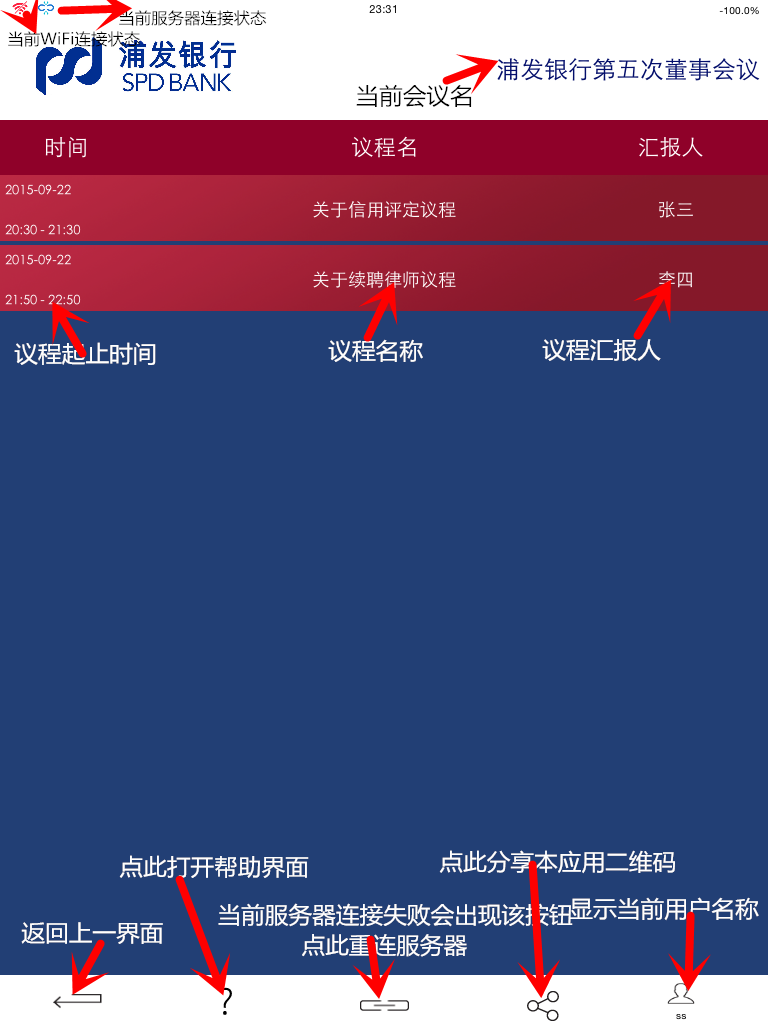 23:31
-100.0%
当前服务器连接状态
当前WiFi连接状态
浦发银行
SPD BANK
浦发银行第五次董事会议
当前会议名
时间 议程名 汇报人
2015-09-22
关于信用评定议程 张三
20:30 - 21:30
2015-09-22
关于续聘律师议程 李四
21:50 - 22:50
议程起止时间 议程名称 议程汇报人
点此打开帮助界面 点此分享本应用二维码
当前服务器连接失败会出现该按钮 显示当前用户名称
返回上一界面 点此重连服务器
?
ss